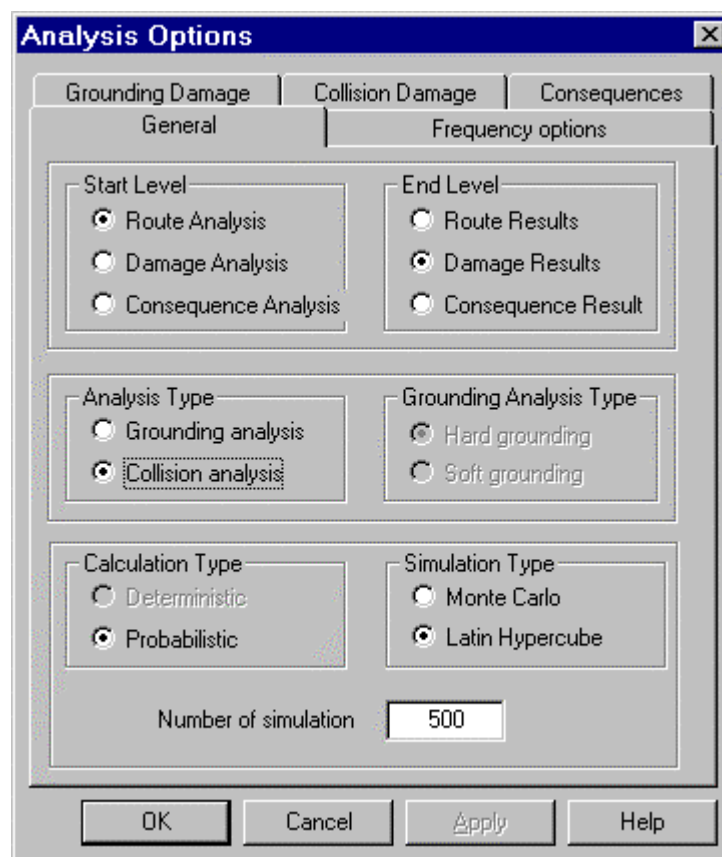 Analysis Options
Grounding Damage
Collision Damage
Consequences
General
Frequency options
Start Level
Route Analysis
Damage Analysis
Consequence Analysis
End Level
Route Results
Damage Results
Consequence Result
Analysis Type
Grounding analysis
Collision analysis
Grounding Analysis Type
Hard grounding
Soft grounding
Calculation Type
Deterministic
Probabilistic
Simulation Type
Monte Carlo
Latin Hypercube
Number of simulation 500
OK
Cancel
Apply
Help